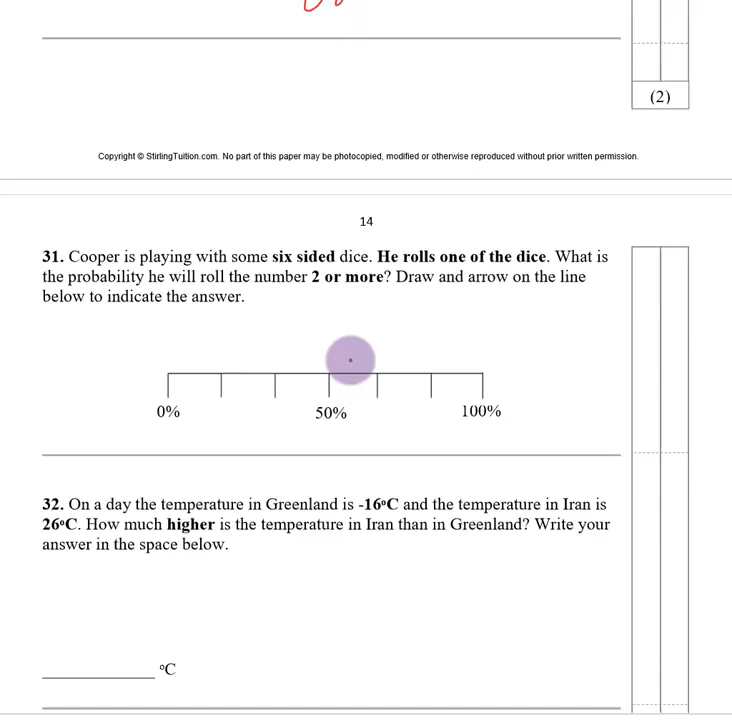 (2)
Copyright © StirlingTuition.com. No part of this paper may be photocopied, modified or otherwise reproduced without prior written permission.
14
31. Cooper is playing with some six sided dice. He rolls one of the dice. What is
the probability he will roll the number 2 or more? Draw and arrow on the line
below to indicate the answer.
0% 50% 100%
32. On a day the temperature in Greenland is -16ºC and the temperature in Iran is
26ºC. How much higher is the temperature in Iran than in Greenland? Write your
answer in the space below.
ºC